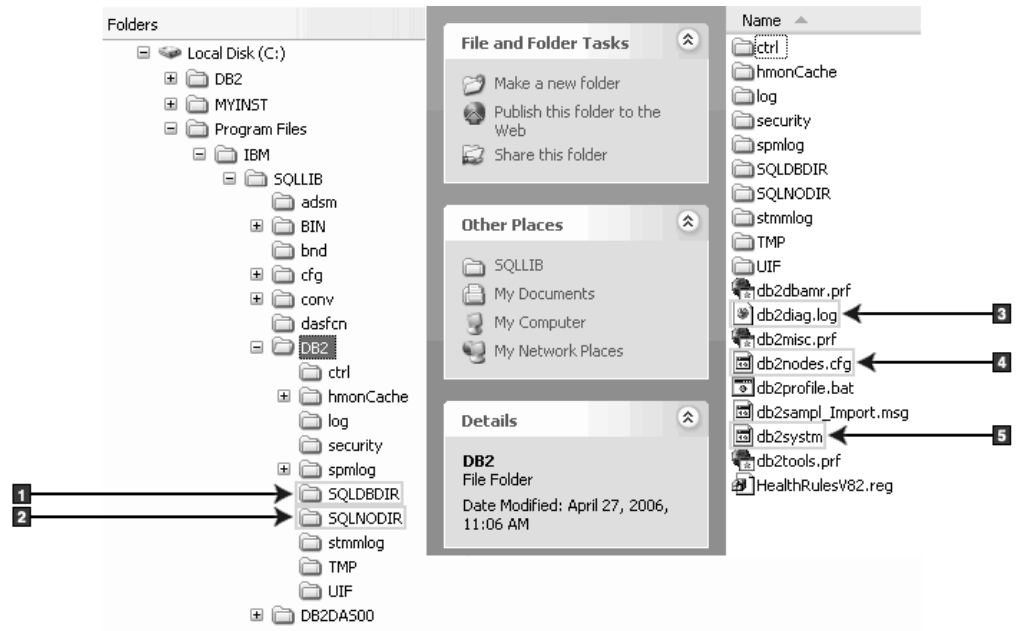 Folders
Local Disk (C:)
DB2
MYINST
Program Files
IBM
SQLLIB
adsm
BIN
bnd
cfg
conv
dasfcn
DB2
ctrl
hmonCache
log
security
spmlog
1 SQLDBDIR
2 SQLNODIR
stmmlog
TMP
UIF
DB2DAS00
File and Folder Tasks
Make a new folder
Publish this folder to the
Web
Share this folder
Other Places
SQLLIB
My Documents
My Computer
My Network Places
Details
DB2
File Folder
Date Modified: April 27, 2006,
11:06 AM
Name
ctrl
hmonCache
log
security
spmlog
SQLDBDIR
SQLNODIR
stmmlog
TMP
UIF
db2dbamr.prf
db2diag.log 3
db2misc.prf
db2nodes.cfg 4
db2profile.bat
db2sampl_Import.msg
db2systm 5
db2tools.prf
HealthRulesV82.reg